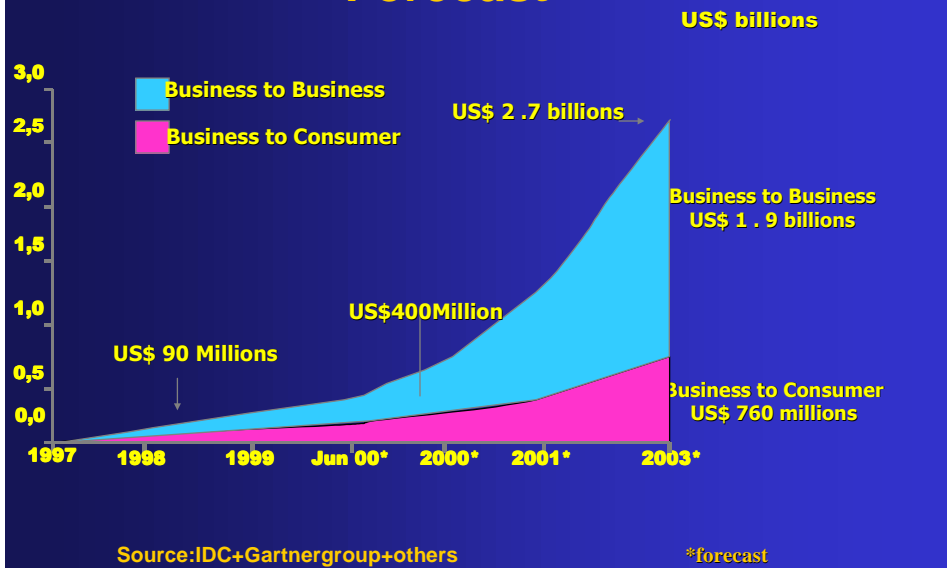 Forecast
US$ billions
3,0
Business to Business
US$ 2 .7 billions
2,5
Business to Consumer
2,0
Business to Business
US$ 1 . 9 billions
1,5
1,0
US$400Million
US$ 90 Millions
0,5
Business to Consumer
US$ 760 millions
0,0
1997 1998 1999 Jun 00* 2000* 2001* 2003*
Source:IDC+Gartnergroup+others *forecast